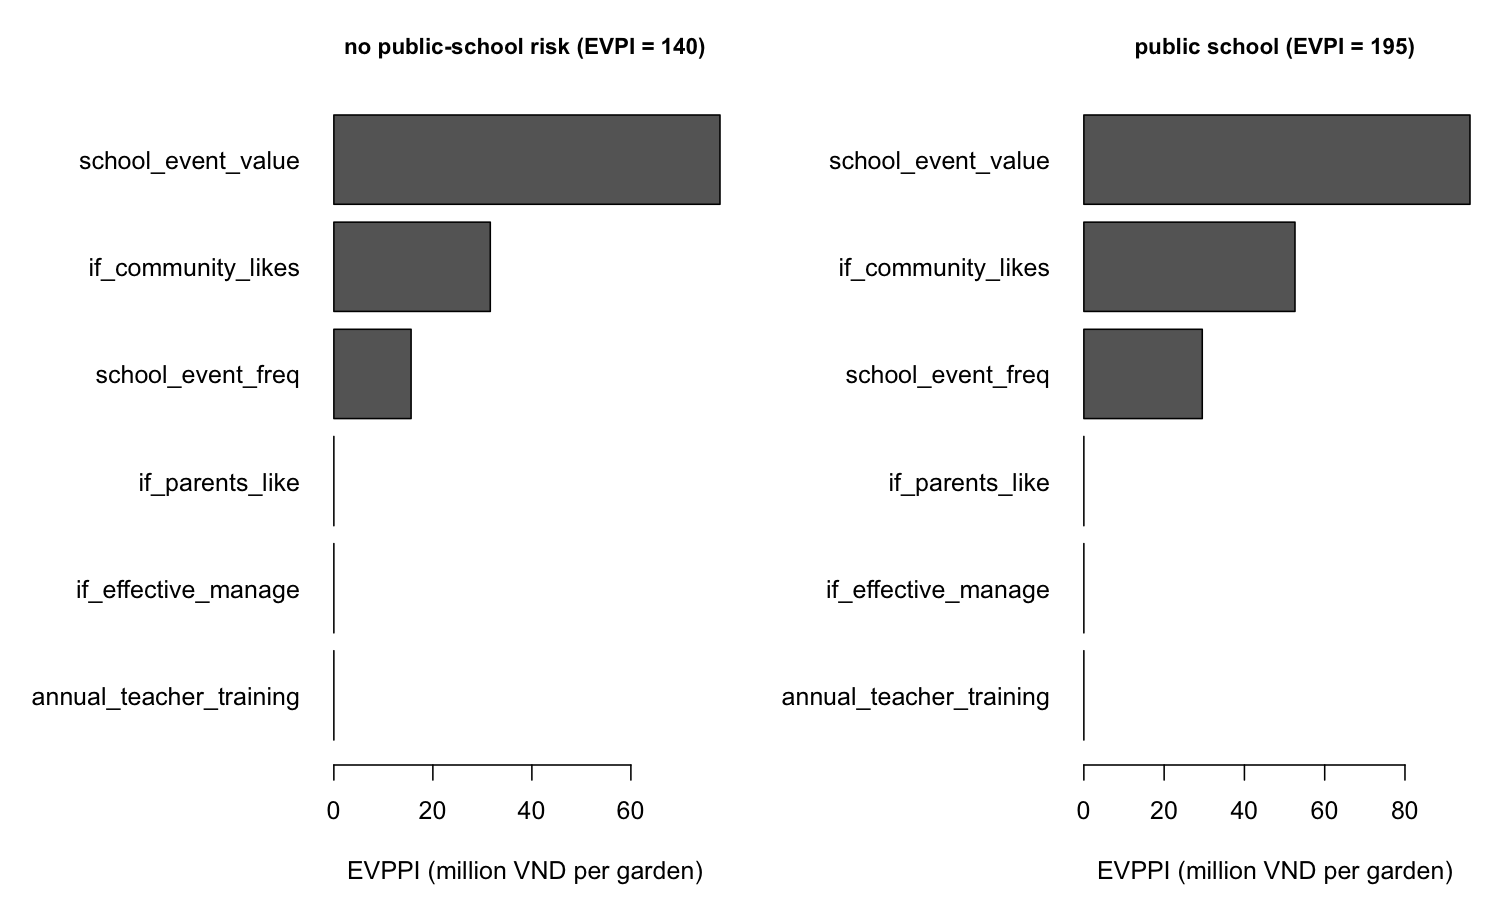 no public-school risk (EVPI = 140)
school_event_value
if_community_likes
school_event_freq
if_parents_like
if_effective_manage
annual_teacher_training
0 20 40 60
EVPPI (million VND per garden)
public school (EVPI = 195)
school_event_value
if_community_likes
school_event_freq
if_parents_like
if_effective_manage
annual_teacher_training
0 20 40 60 80
EVPPI (million VND per garden)